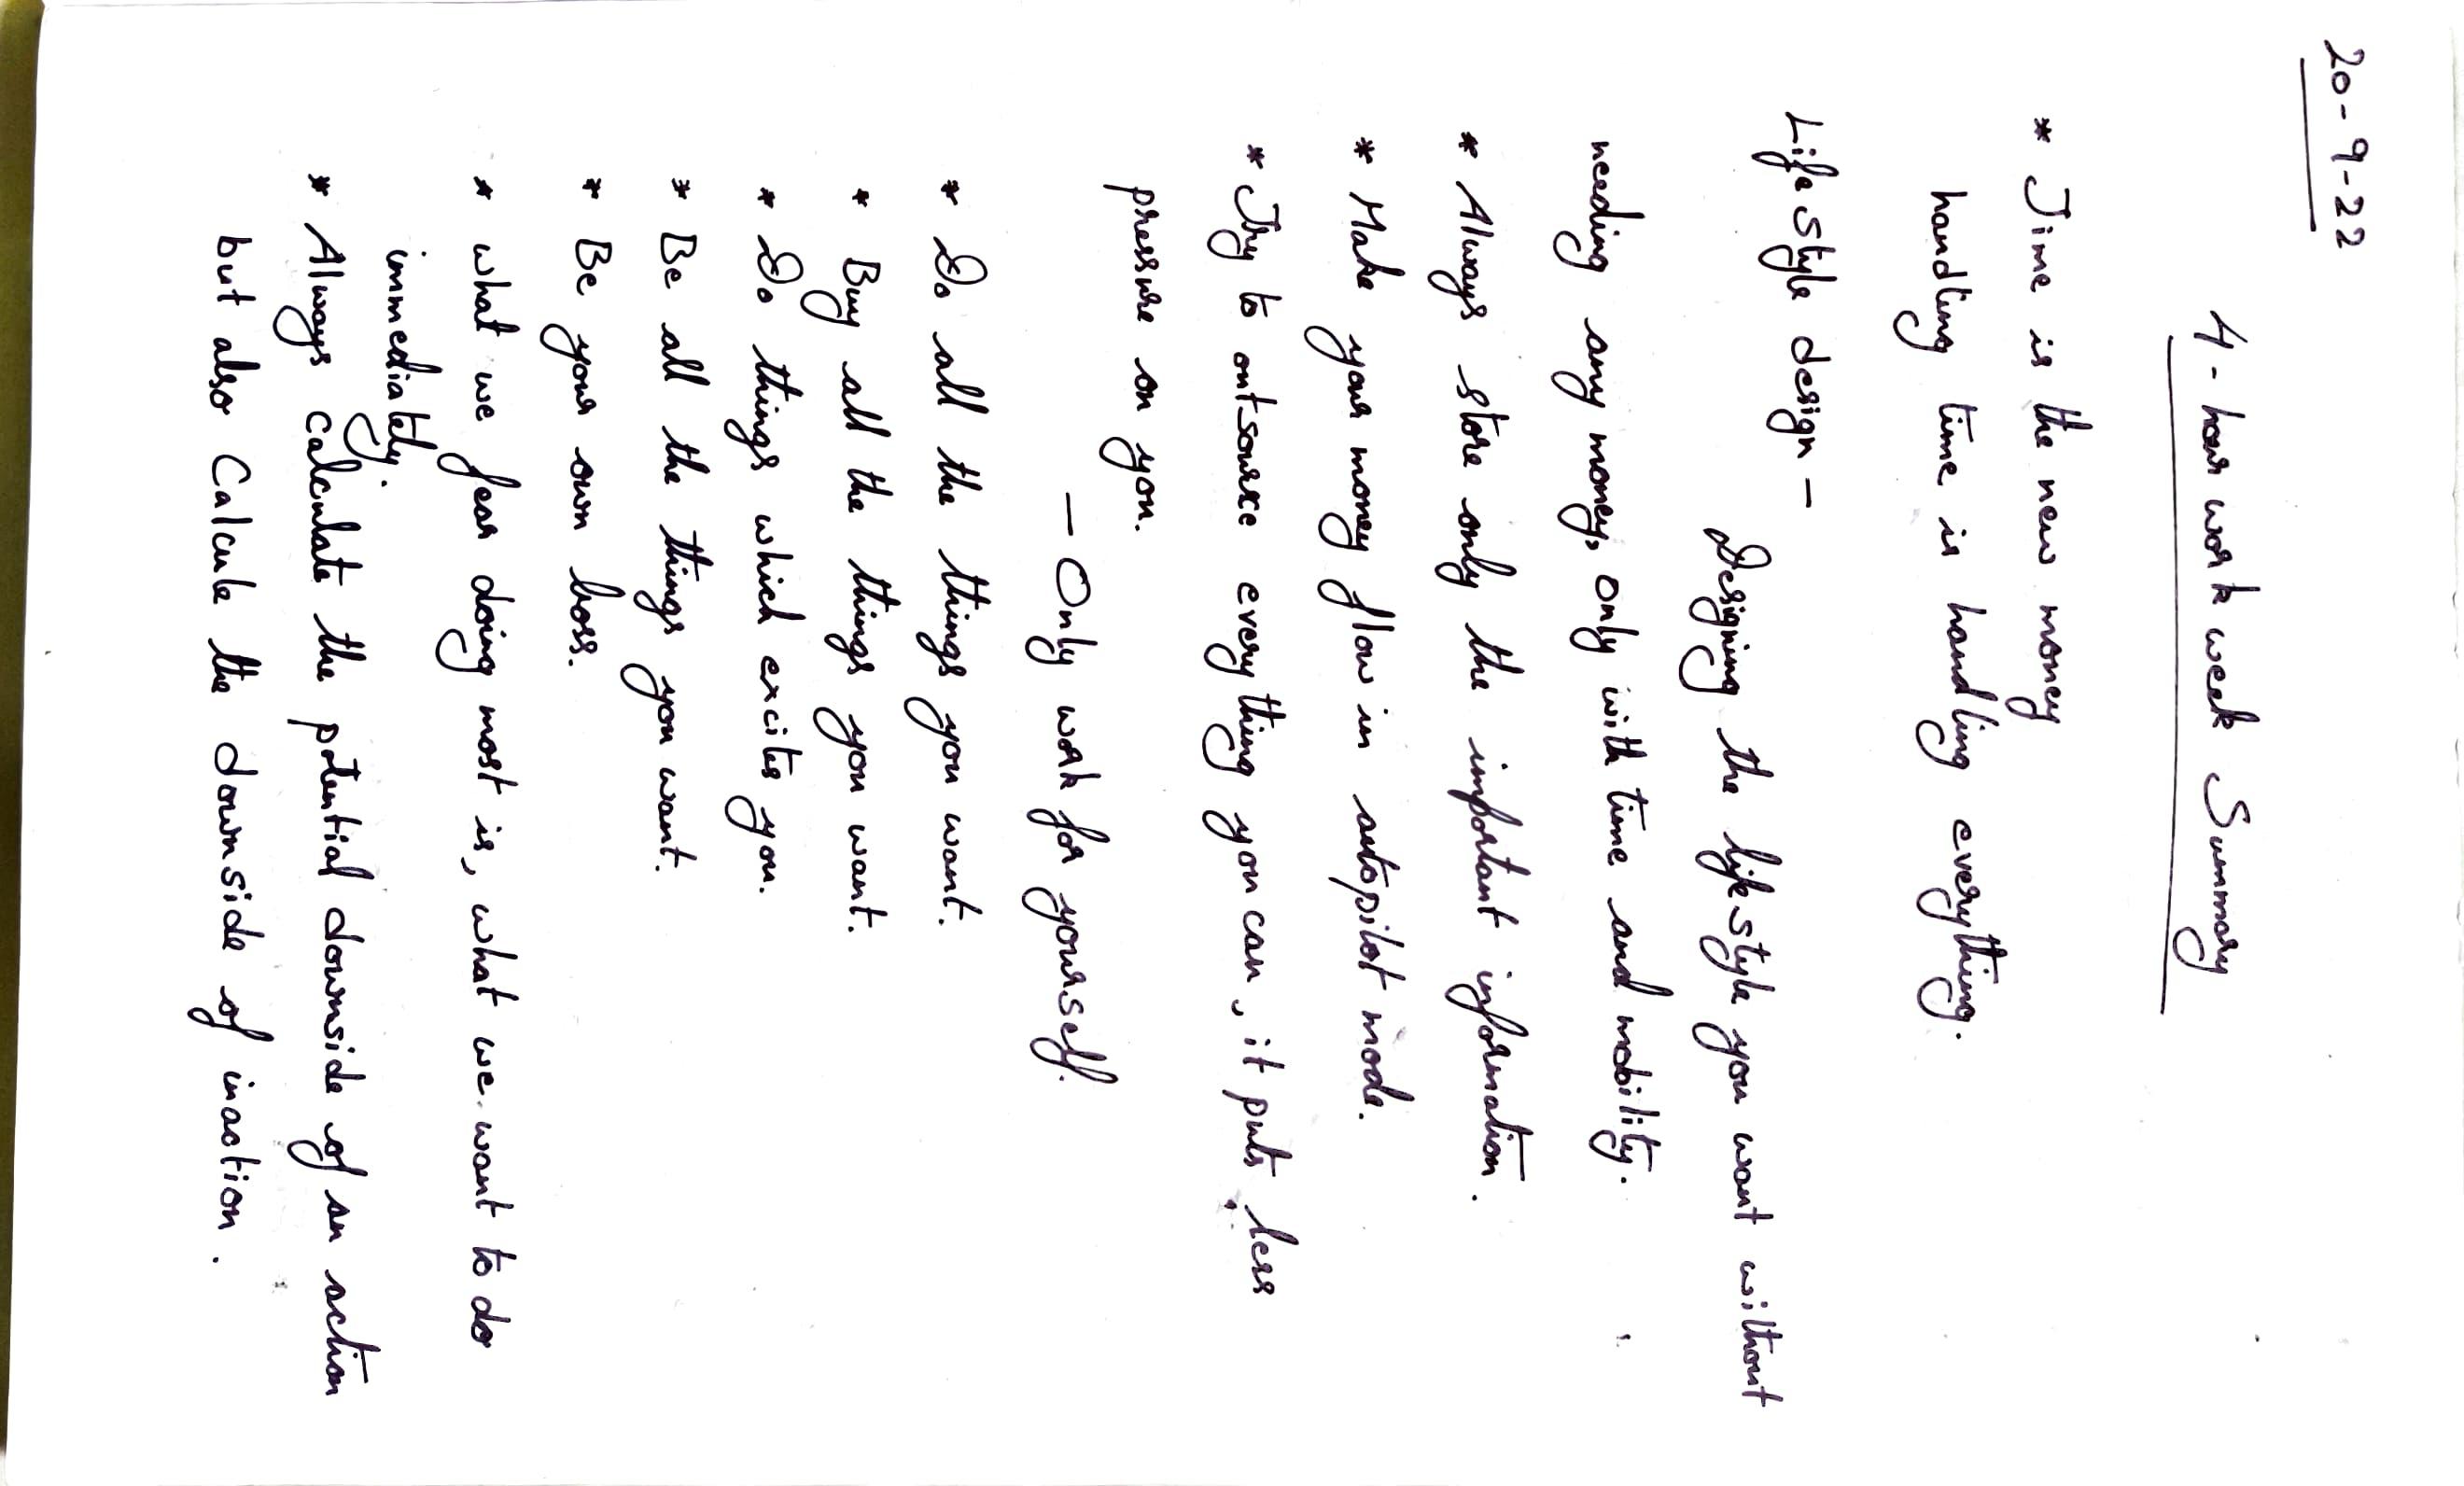 20-9-22
4-hour work week Summary
* Time is the new money
handling time is handling everything.
Life style design -
Designing the life style you want without
needing any money, only with time and mobility.
* Always store only the important information.
* Make your money flow in autopilot mode.
* Try to outsource everything you can, it puts less
pressure on you.
- Only work for yourself.
* Do all the things you want.
* Buy all the things you want.
* Do things which excites you.
* Be all the things you want.
* Be your own boss.
* what we fear doing most is, what we want to do
immediately.
* Always calculate the potential downside of an action
but also Calcule the downside of inaction.